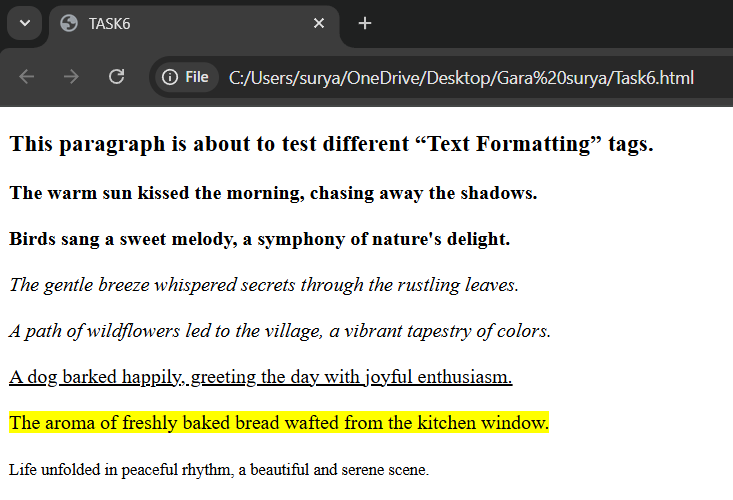 TASK6
File C:/Users/surya/OneDrive/Desktop/Gara%20surya/Task6.html
This paragraph is about to test different “Text Formatting” tags.
The warm sun kissed the morning, chasing away the shadows.
Birds sang a sweet melody, a symphony of nature's delight.
The gentle breeze whispered secrets through the rustling leaves.
A path of wildflowers led to the village, a vibrant tapestry of colors.
A dog barked happily, greeting the day with joyful enthusiasm.
The aroma of freshly baked bread wafted from the kitchen window.
Life unfolded in peaceful rhythm, a beautiful and serene scene.